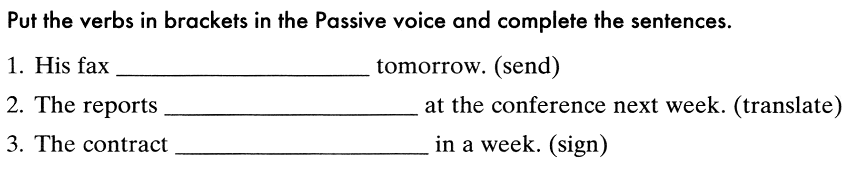 Put the verbs in brackets in the Passive voice and complete the sentences.
1. His fax ____________________ tomorrow. (send)
2. The reports ____________________ at the conference next week. (translate)
3. The contract ____________________ in a week. (sign)